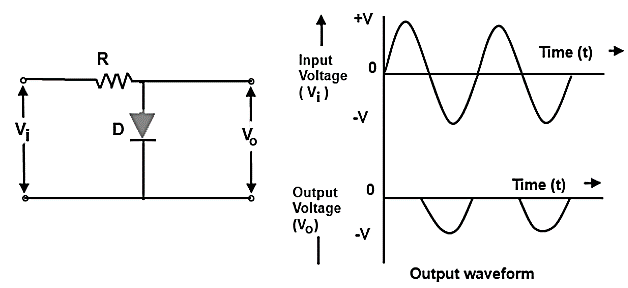 R
D
Vi
Vo
+V
Input
Voltage
( Vi )
0
Time (t)
-V
Output
Voltage
(Vo)
0
Time (t)
-V
Output waveform